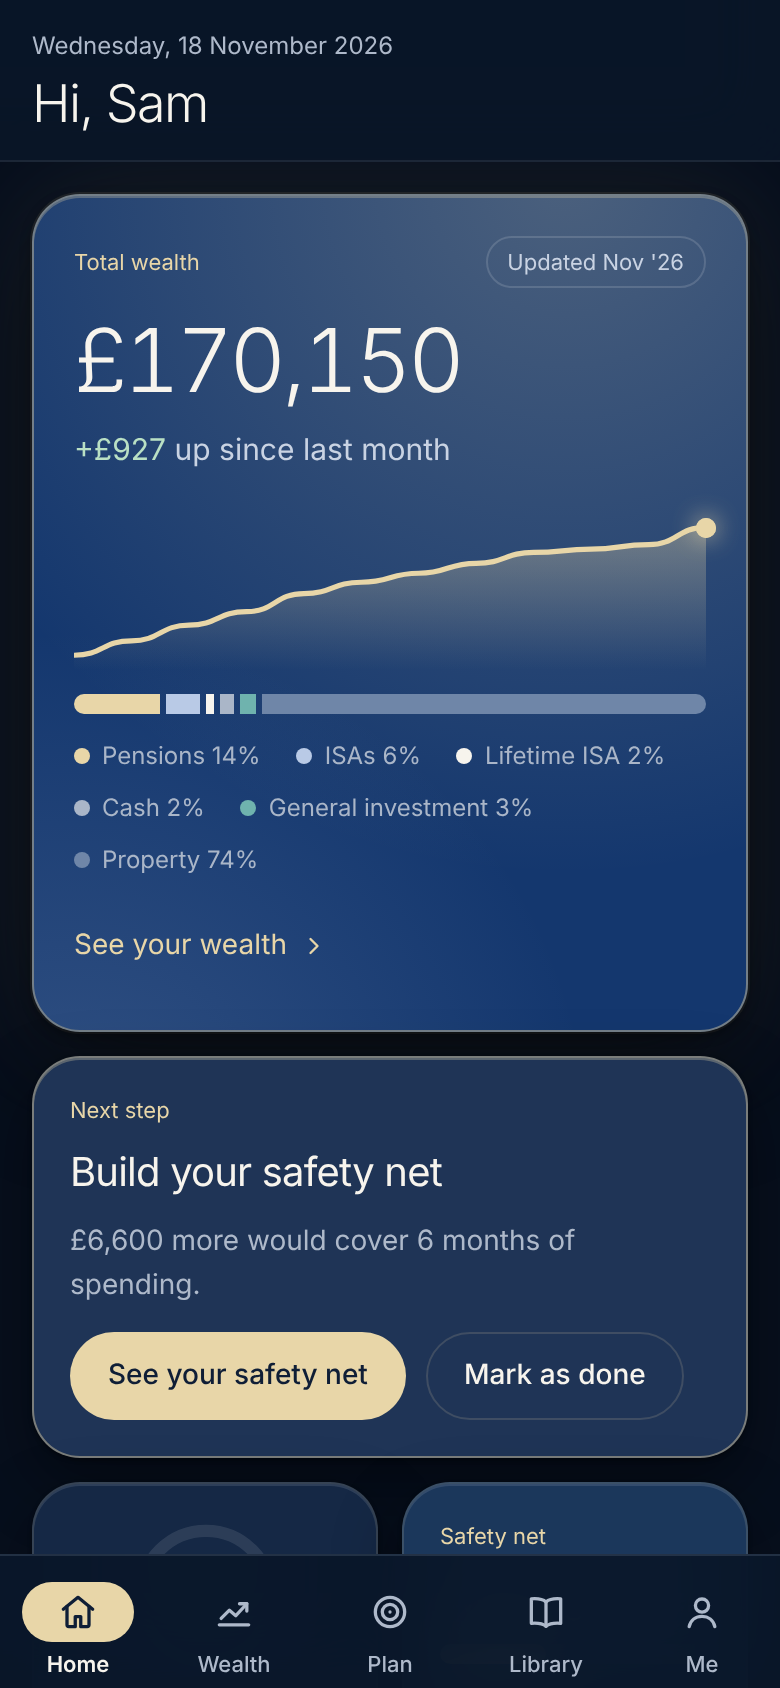 Wednesday, 18 November 2026
Hi, Sam
Total wealth
Updated Nov '26
£170,150
+£927 up since last month
Pensions 14%
ISAs 6%
Lifetime ISA 2%
Cash 2%
General investment 3%
Property 74%
See your wealth
Next step
Build your safety net
£6,600 more would cover 6 months of
spending.
See your safety net
Mark as done
Safety net
Home
Wealth
Plan
Library
Me